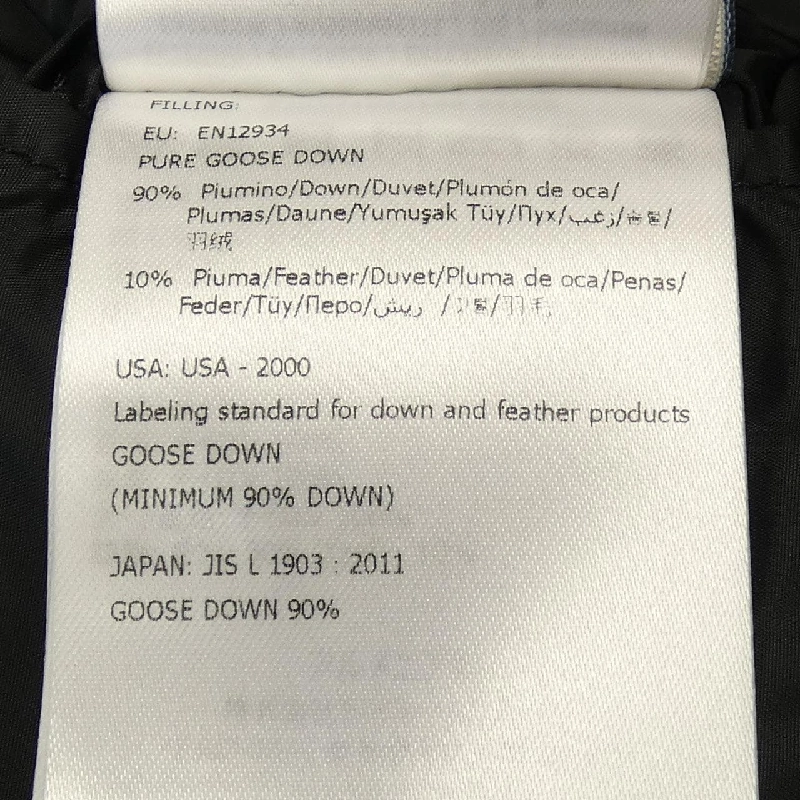 FILLING:
EU: EN12934
PURE GOOSE DOWN
90% Piumino/Down/Duvet/Plumón de oca/
Plumas/Daune/Yumuşak Tüy/Пух/زغب/
羽绒
10% Piuma/Feather/Duvet/Pluma de oca/Penas/
Feder/Tüy/Перо/ريش /羽毛
USA: USA - 2000
Labeling standard for down and feather products
GOOSE DOWN
(MINIMUM 90% DOWN)
JAPAN: JIS L 1903 : 2011
GOOSE DOWN 90%